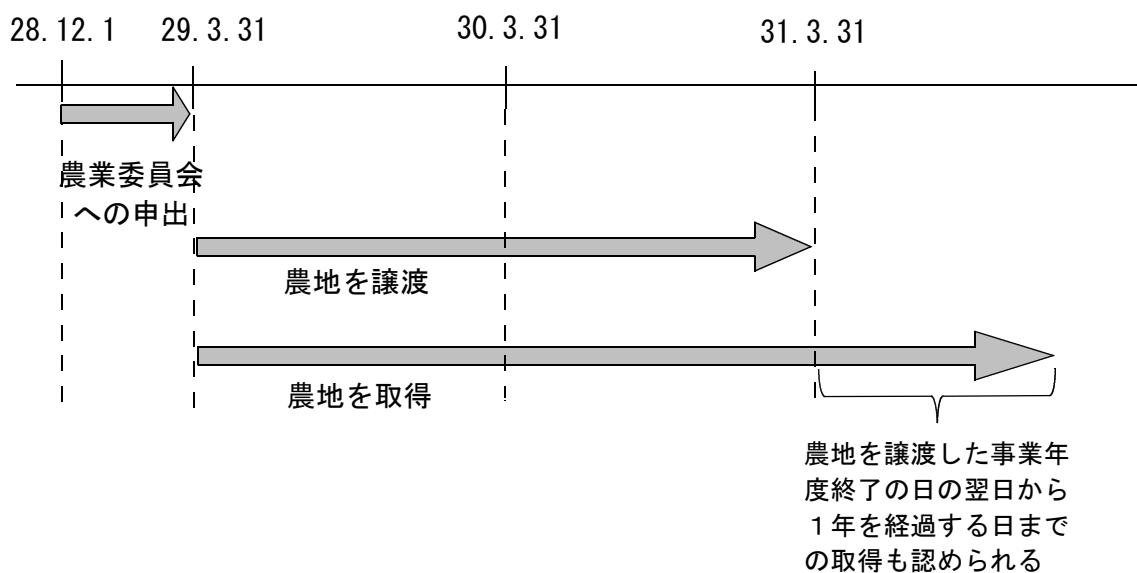 28.12.1 29.3.31 30.3.31 31.3.31
農業委員会
への申出
農地を譲渡
農地を取得
農地を譲渡した事業年
度終了の日の翌日から
１年を経過する日まで
の取得も認められる